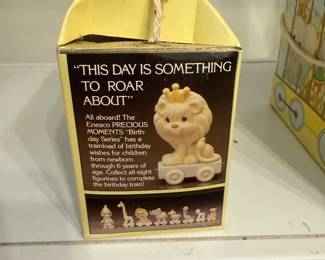 "THIS DAY IS SOMETHING
TO ROAR
ABOUT"
All aboard! The
Enesco PRECIOUS
MOMENTS "Birth-
day Series" has a
trainload of birthday
wishes for children
from newborn
through 6 years of
age. Collect all eight
figurines to complete
the birthday train!